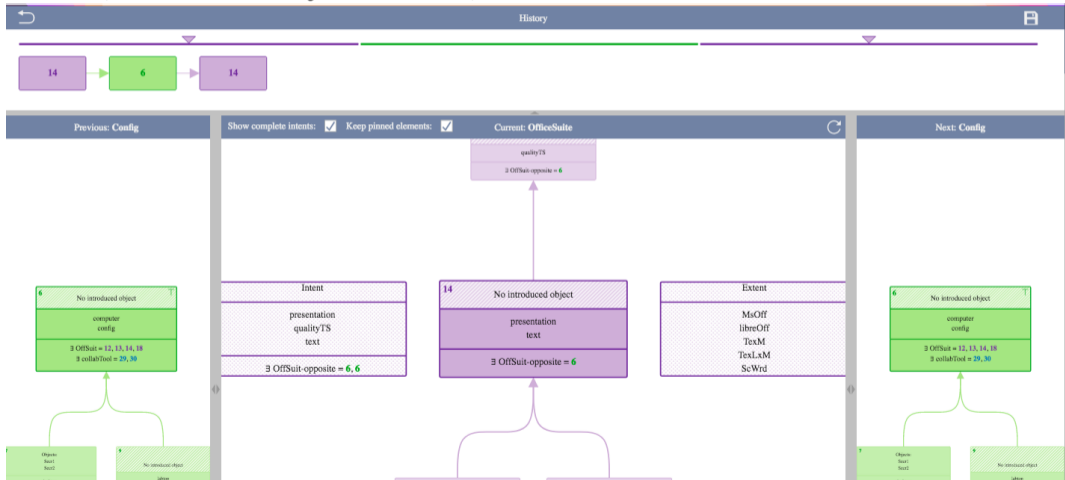 History
14
6
14
Previous: Config
Show complete intents:
Keep pinned elements:
Current: OfficeSuite
Next: Config
qualityTS
∃ OffSuit-opposite = 6
6
No introduced object
computer
config
∃ OffSuit = 12, 13, 14, 18
∃ collabTool = 29, 30
Objects:
No introduced object
Intent
presentation
qualityTS
text
∃ OffSuit-opposite = 6, 6
14
No introduced object
presentation
text
∃ OffSuit-opposite = 6
Extent
MsOff
libreOff
TexM
TexLxM
ScWrd
6
No introduced object
computer
config
∃ OffSuit = 12, 13, 14, 18
∃ collabTool = 29, 30
Objects:
No introduced object